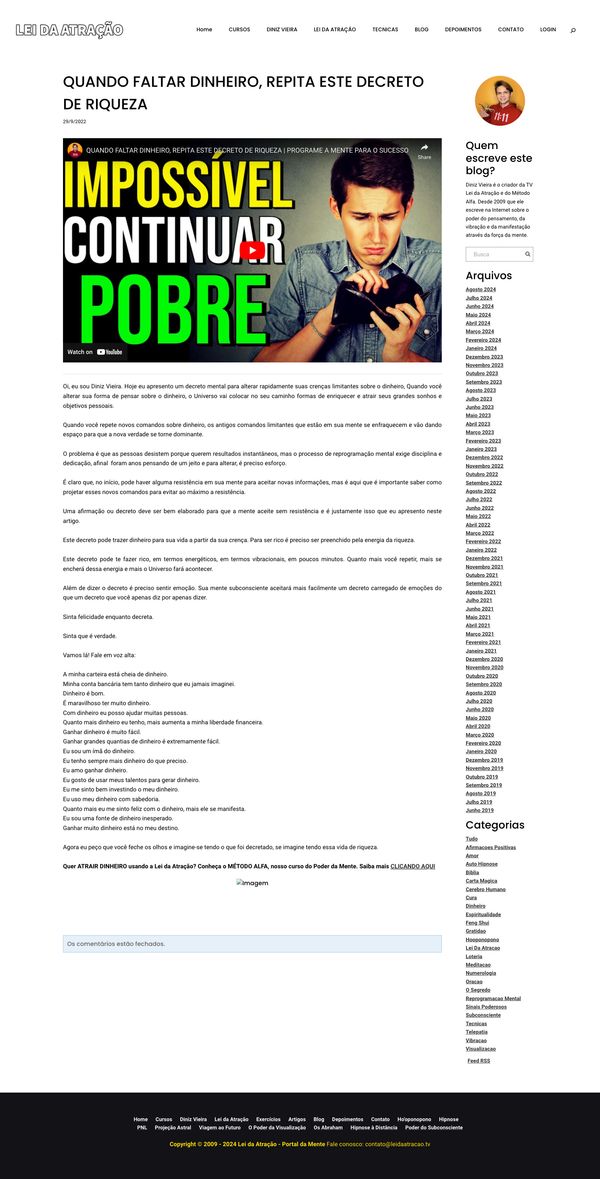 LEI DA ATRAÇÃO
Home CURSOS DINIZ VIEIRA LEI DA ATRAÇÃO TECNICAS BLOG DEPOIMENTOS CONTATO LOGIN
QUANDO FALTAR DINHEIRO, REPITA ESTE DECRETO
DE RIQUEZA
29/9/2022
QUANDO FALTAR DINHEIRO, REPITA ESTE DECRETO DE RIQUEZA | PROGRAME A MENTE PARA O SUCESSO
Share
IMPOSSÍVEL
CONTINUAR
POBRE
Watch on YouTube
Oi, eu sou Diniz Vieira. Hoje eu apresento um decreto mental para alterar rapidamente suas crenças limitantes sobre o dinheiro, Quando você
alterar sua forma de pensar sobre o dinheiro, o Universo vai colocar no seu caminho formas de enriquecer e atrair seus grandes sonhos e
objetivos pessoais.
Quando você repete novos comandos sobre dinheiro, os antigos comandos limitantes que estão em sua mente se enfraquecem e vão dando
espaço para que a nova verdade se torne dominante.
O problema é que as pessoas desistem porque querem resultados instantâneos, mas o processo de reprogramação mental exige disciplina e
dedicação, afinal foram anos pensando de um jeito e para alterar, é preciso esforço.
É claro que, no início, pode haver alguma resistência em sua mente para aceitar novas informações, mas é aqui que é importante saber como
projetar esses novos comandos para evitar ao máximo a resistência.
Uma afirmação ou decreto deve ser bem elaborado para que a mente aceite sem resistência e é justamente isso que eu apresento neste
artigo.
Este decreto pode trazer dinheiro para sua vida a partir da sua crença. Para ser rico é preciso ser preenchido pela energia da riqueza.
Este decreto pode te fazer rico, em termos energéticos, em termos vibracionais, em poucos minutos. Quanto mais você repetir, mais se
encherá dessa energia e mais o Universo fará acontecer.
Além de dizer o decreto é preciso sentir emoção. Sua mente subconsciente aceitará mais facilmente um decreto carregado de emoções do
que um decreto que você apenas diz por apenas dizer.
Sinta felicidade enquanto decreta.
Sinta que é verdade.
Vamos lá! Fale em voz alta:
A minha carteira está cheia de dinheiro.
Minha conta bancária tem tanto dinheiro que eu jamais imaginei.
Dinheiro é bom.
É maravilhoso ter muito dinheiro.
Com dinheiro eu posso ajudar muitas pessoas.
Quanto mais dinheiro eu tenho, mais aumenta a minha liberdade financeira.
Ganhar dinheiro é muito fácil.
Ganhar grandes quantias de dinheiro é extremamente fácil.
Eu sou um ímã do dinheiro.
Eu tenho sempre mais dinheiro do que preciso.
Eu amo ganhar dinheiro.
Eu gosto de usar meus talentos para gerar dinheiro.
Eu me sinto bem investindo o meu dinheiro.
Eu uso meu dinheiro com sabedoria.
Quanto mais eu me sinto feliz com o dinheiro, mais ele se manifesta.
Eu sou uma fonte de dinheiro inesperado.
Ganhar muito dinheiro está no meu destino.
Agora eu peço que você feche os olhos e imagine-se tendo o que foi decretado, se imagine tendo essa vida de riqueza.
Quer ATRAIR DINHEIRO usando a Lei da Atração? Conheça o MÉTODO ALFA, nosso curso do Poder da Mente. Saiba mais CLICANDO AQUI
Imagem
Os comentários estão fechados.
11:11
Quem
escreve este
blog?
Diniz Vieira é o criador da TV
Lei da Atração e do Método
Alfa. Desde 2009 que ele
escreve na Internet sobre o
poder do pensamento, da
vibração e da manifestação
através da força da mente.
Busca
Arquivos
Agosto 2024
Julho 2024
Junho 2024
Maio 2024
Abril 2024
Março 2024
Fevereiro 2024
Janeiro 2024
Dezembro 2023
Novembro 2023
Outubro 2023
Setembro 2023
Agosto 2023
Julho 2023
Junho 2023
Maio 2023
Abril 2023
Março 2023
Fevereiro 2023
Janeiro 2023
Dezembro 2022
Novembro 2022
Outubro 2022
Setembro 2022
Agosto 2022
Julho 2022
Junho 2022
Maio 2022
Abril 2022
Março 2022
Fevereiro 2022
Janeiro 2022
Dezembro 2021
Novembro 2021
Outubro 2021
Setembro 2021
Agosto 2021
Julho 2021
Junho 2021
Maio 2021
Abril 2021
Março 2021
Fevereiro 2021
Janeiro 2021
Dezembro 2020
Novembro 2020
Outubro 2020
Setembro 2020
Agosto 2020
Julho 2020
Junho 2020
Maio 2020
Abril 2020
Março 2020
Fevereiro 2020
Janeiro 2020
Dezembro 2019
Novembro 2019
Outubro 2019
Setembro 2019
Agosto 2019
Julho 2019
Junho 2019
Categorias
Tudo
Afirmacoes Positivas
Amor
Auto Hipnose
Bíblia
Carta Magica
Cerebro Humano
Cura
Dinheiro
Espiritualidade
Feng Shui
Gratidao
Hooponopono
Lei Da Atracao
Loteria
Meditacao
Numerologia
Oracao
O Segredo
Reprogramacao Mental
Sinais Poderosos
Subconsciente
Tecnicas
Telepatia
Vibracao
Visualizacao
Feed RSS
Home Cursos Diniz Vieira Lei da Atração Exercícios Artigos Blog Depoimentos Contato Ho'oponopono Hipnose
PNL Projeção Astral Viagem ao Futuro O Poder da Visualização Os Abraham Hipnose à Distância Poder do Subconsciente
Copyright © 2009 - 2024 Lei da Atração - Portal da Mente Fale conosco: contato@leidaatracao.tv